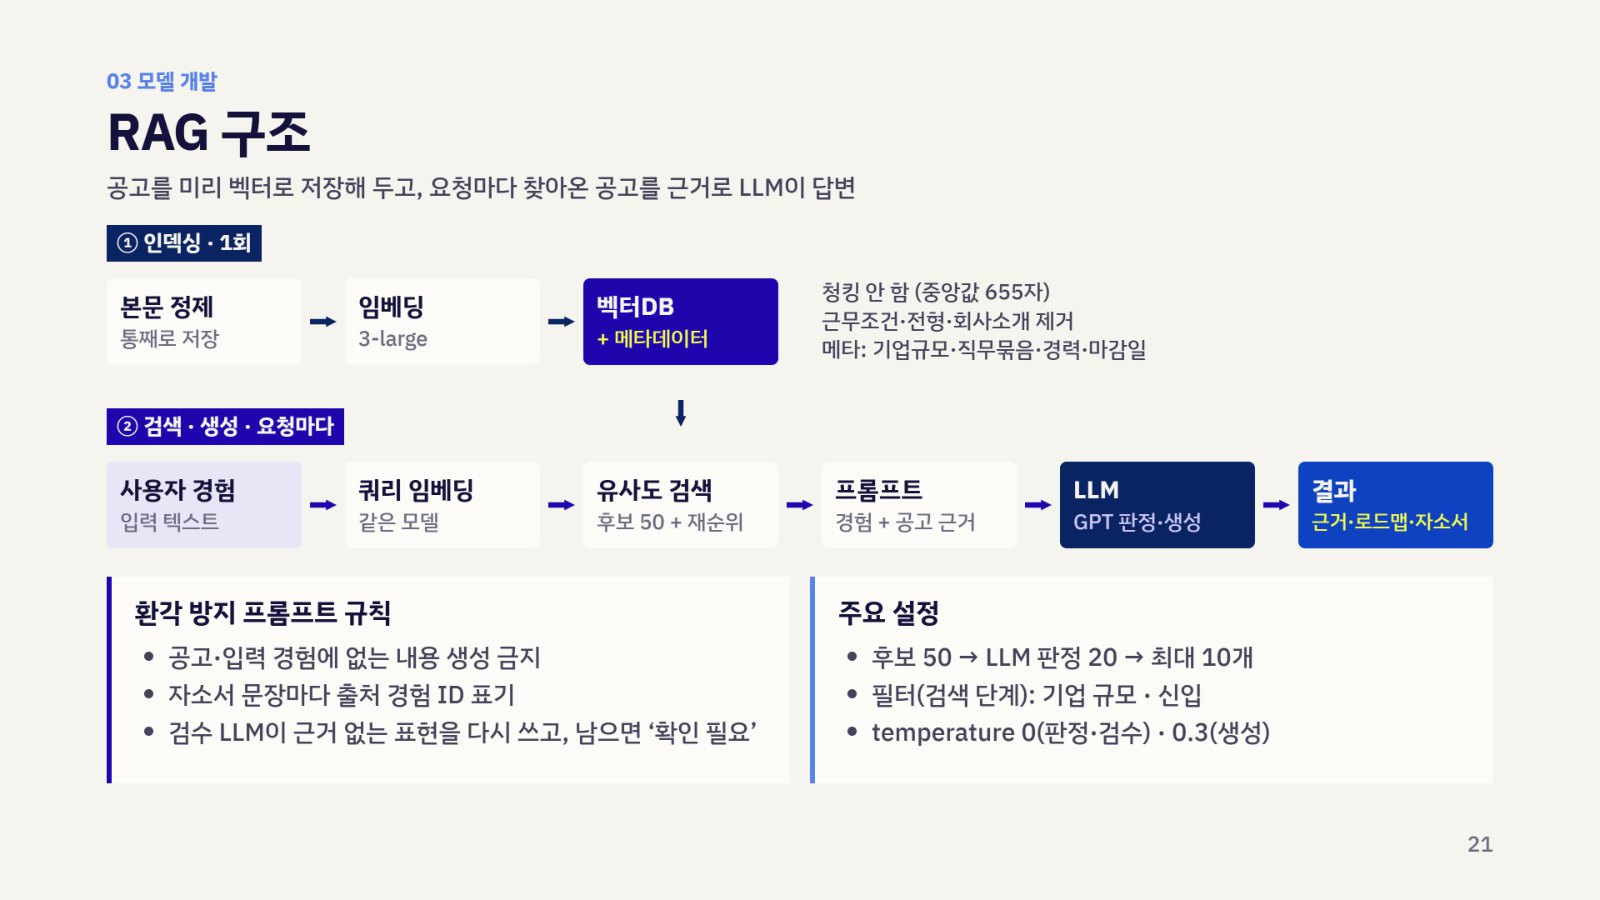 03 모델 개발
RAG 구조
공고를 미리 벡터로 저장해 두고, 요청마다 찾아온 공고를 근거로 LLM이 답변
① 인덱싱 · 1회
본문 정제
통째로 저장
임베딩
3-large
벡터DB
+ 메타데이터
청킹 안 함 (중앙값 655자)
근무조건·전형·회사소개 제거
메타: 기업규모·직무묶음·경력·마감일
② 검색 · 생성 · 요청마다
사용자 경험
입력 텍스트
쿼리 임베딩
같은 모델
유사도 검색
후보 50 + 재순위
프롬프트
경험 + 공고 근거
LLM
GPT 판정·생성
결과
근거·로드맵·자소서
환각 방지 프롬프트 규칙
• 공고·입력 경험에 없는 내용 생성 금지
• 자소서 문장마다 출처 경험 ID 표기
• 검수 LLM이 근거 없는 표현을 다시 쓰고, 남으면 ‘확인 필요’
주요 설정
• 후보 50 → LLM 판정 20 → 최대 10개
• 필터(검색 단계): 기업 규모 · 신입
• temperature 0(판정·검수) · 0.3(생성)
21